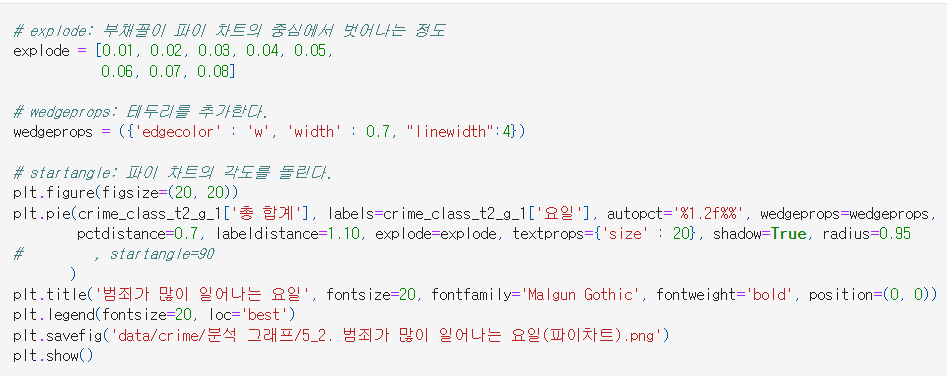 # explode: 부채꼴이 파이 차트의 중심에서 벗어나는 정도
explode = [0.01, 0.02, 0.03, 0.04, 0.05,
           0.06, 0.07, 0.08]
# wedgeprops: 테두리를 추가한다.
wedgeprops = ({'edgecolor' : 'w', 'width' : 0.7, "linewidth":4})
# startangle: 파이 차트의 각도를 돌린다.
plt.figure(figsize=(20, 20))
plt.pie(crime_class_t2_g_1['총 합계'], labels=crime_class_t2_g_1['요일'], autopct='%1.2f%%', wedgeprops=wedgeprops,
        pctdistance=0.7, labeldistance=1.10, explode=explode, textprops={'size' : 20}, shadow=True, radius=0.95
#         , startangle=90
       )
plt.title('범죄가 많이 일어나는 요일', fontsize=20, fontfamily='Malgun Gothic', fontweight='bold', position=(0, 0))
plt.legend(fontsize=20, loc='best')
plt.savefig('data/crime/분석 그래프/5_2. 범죄가 많이 일어나는 요일(파이차트).png')
plt.show()